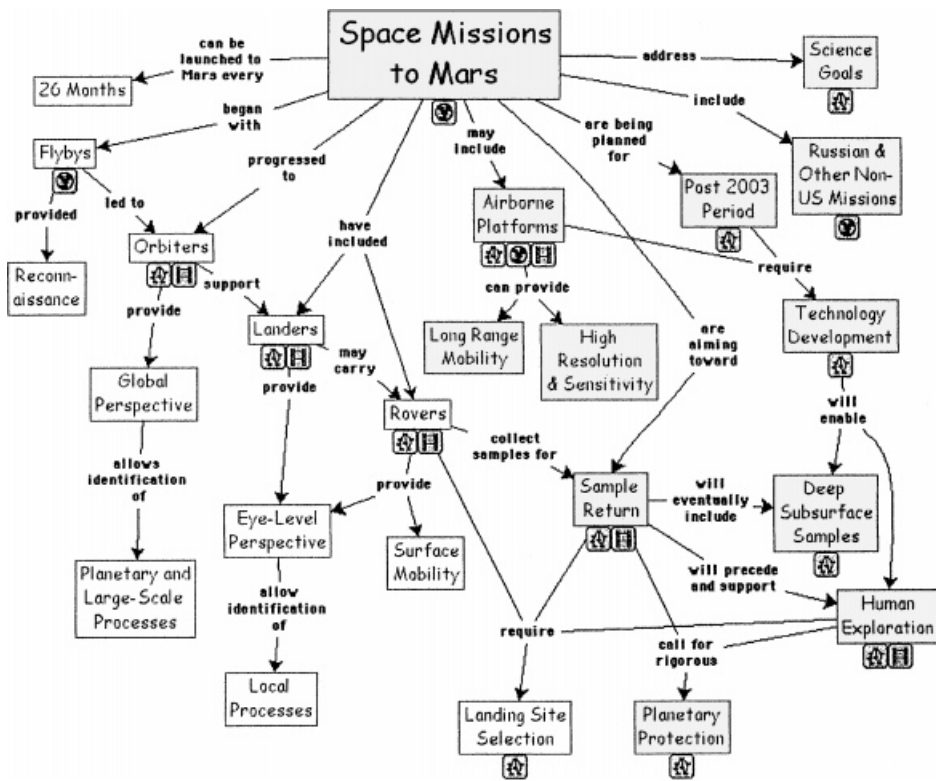 Space Missions
to Mars
can be
launched to
Mars every
26 Months
began
with
Flybys
provided
Reconn-
aissance
led to
progressed
to
Orbiters
support
provide
Global
Perspective
allows
identification
of
Planetary and
Large-Scale
Processes
have
included
Landers
provide
may
carry
Eye-Level
Perspective
allow
identification
of
Local
Processes
Rovers
provide
Surface
Mobility
collect
samples for
may
include
Airborne
Platforms
can provide
Long Range
Mobility
High
Resolution
& Sensitivity
are
aiming
toward
Sample
Return
are being
planned
for
Post 2003
Period
require
Technology
Development
will
enable
address
Science
Goals
include
Russian &
Other Non-
US Missions
will
eventually
include
Deep
Subsurface
Samples
will precede
and support
Human
Exploration
require
Landing Site
Selection
call for
rigorous
Planetary
Protection